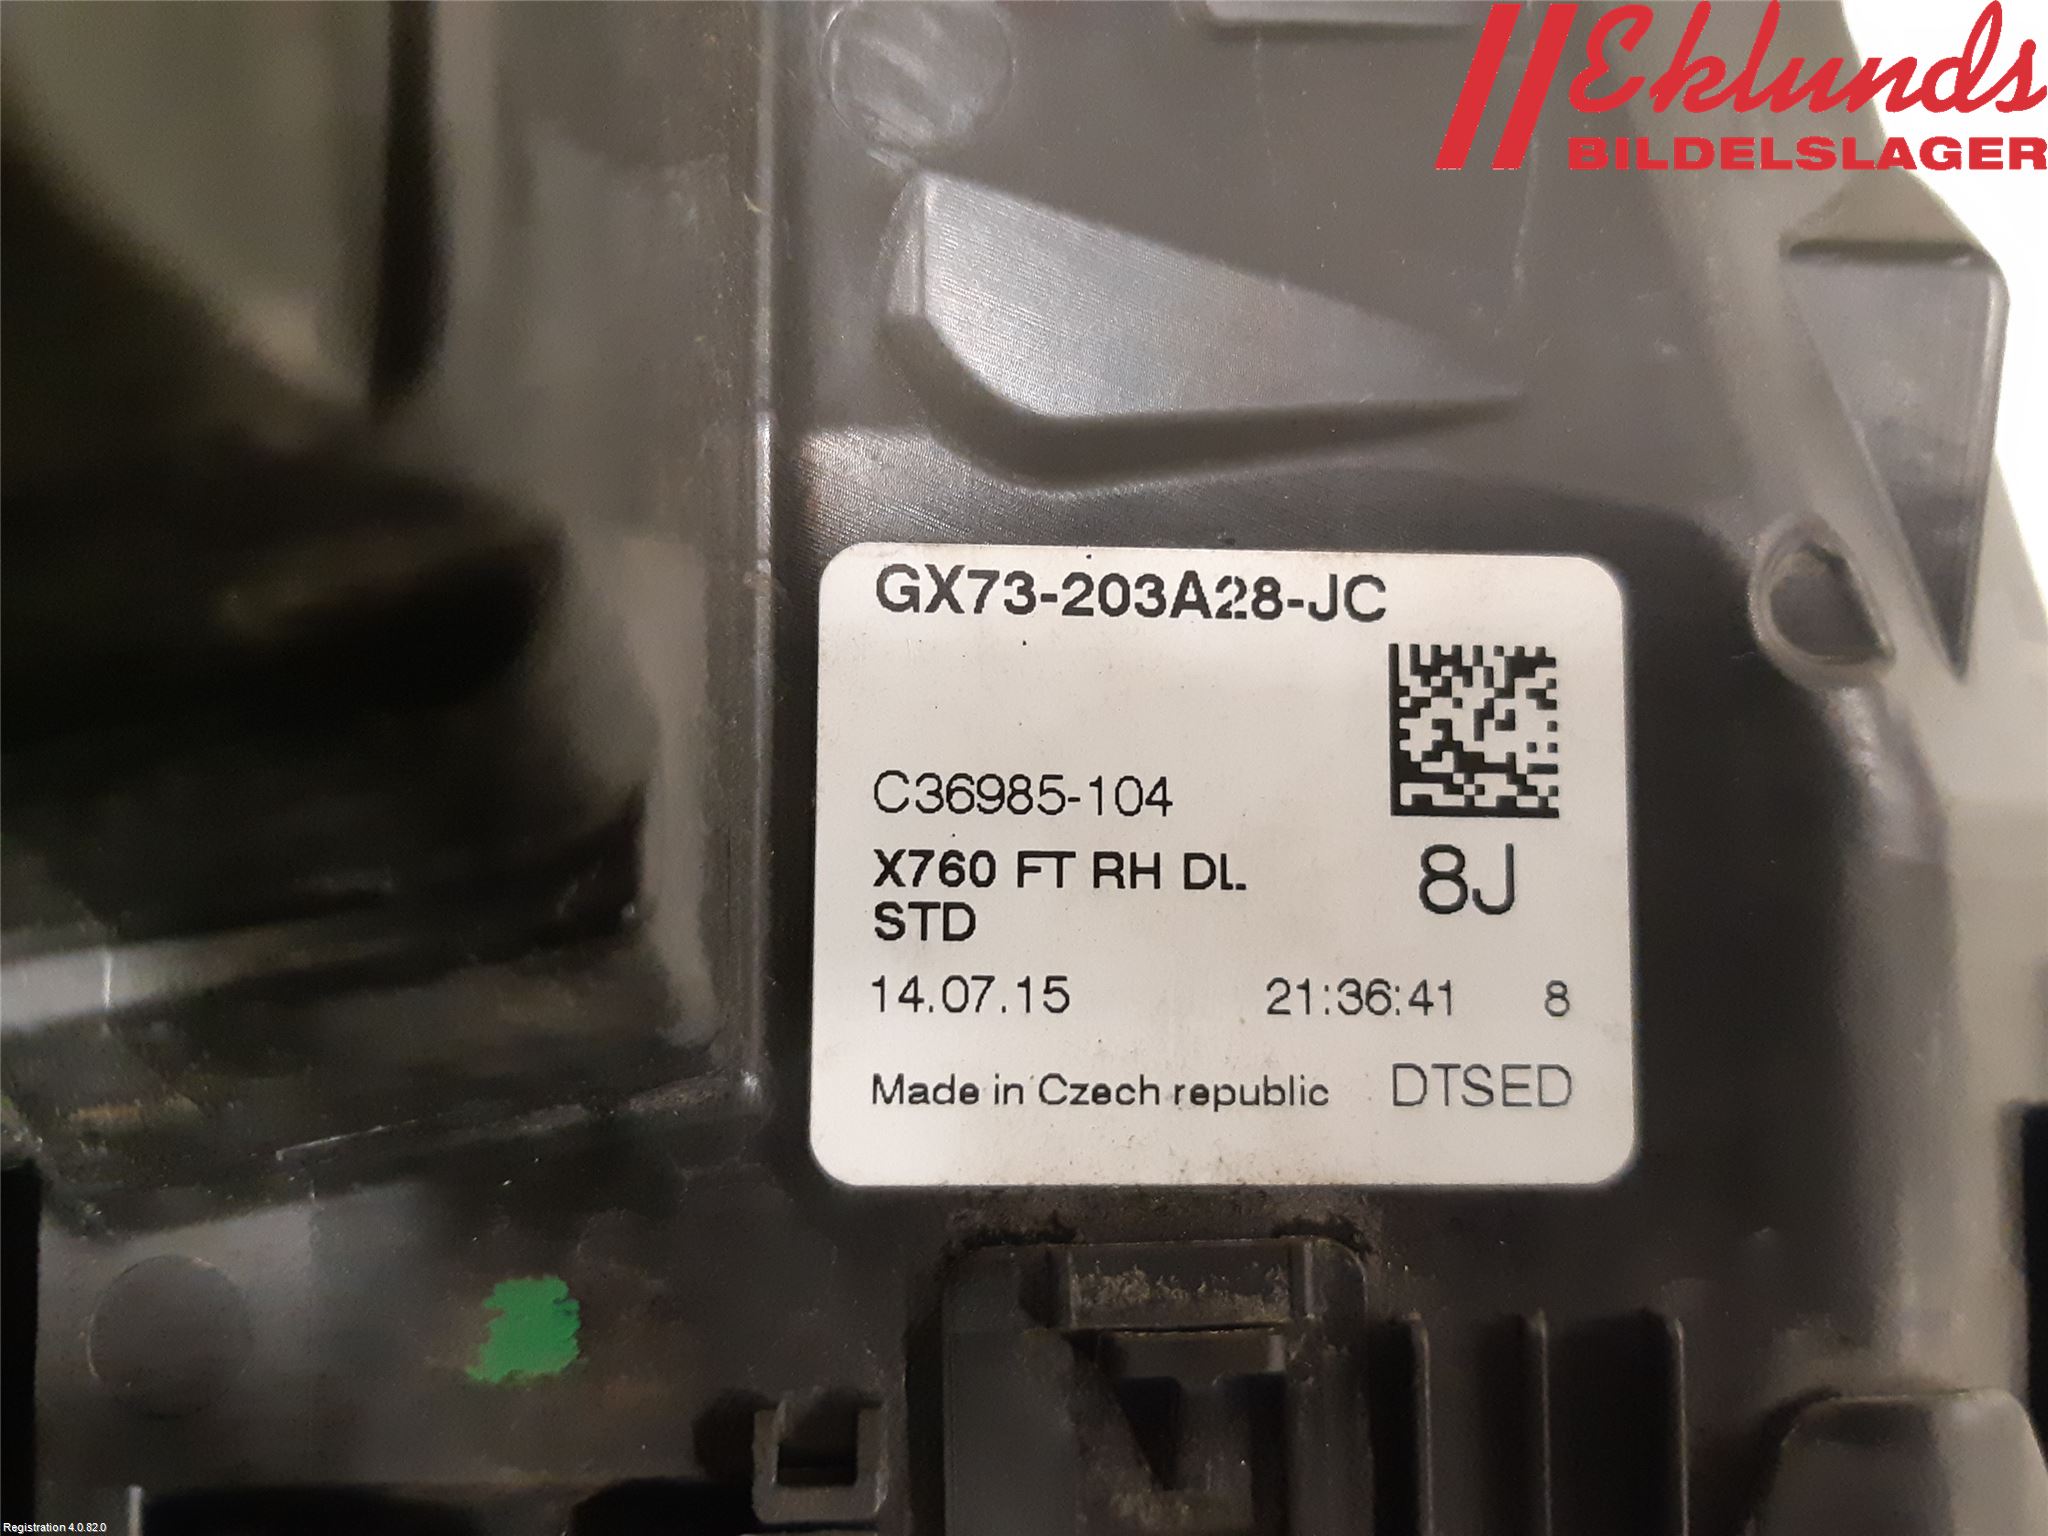 Eklunds
BILDELSLAGER
GX73-203A28-JC
C36985-104
X760 FT RH DL
STD
8J
14.07.15 21:36:41 8
Made in Czech republic DTSED
Registration 4.0.82.0